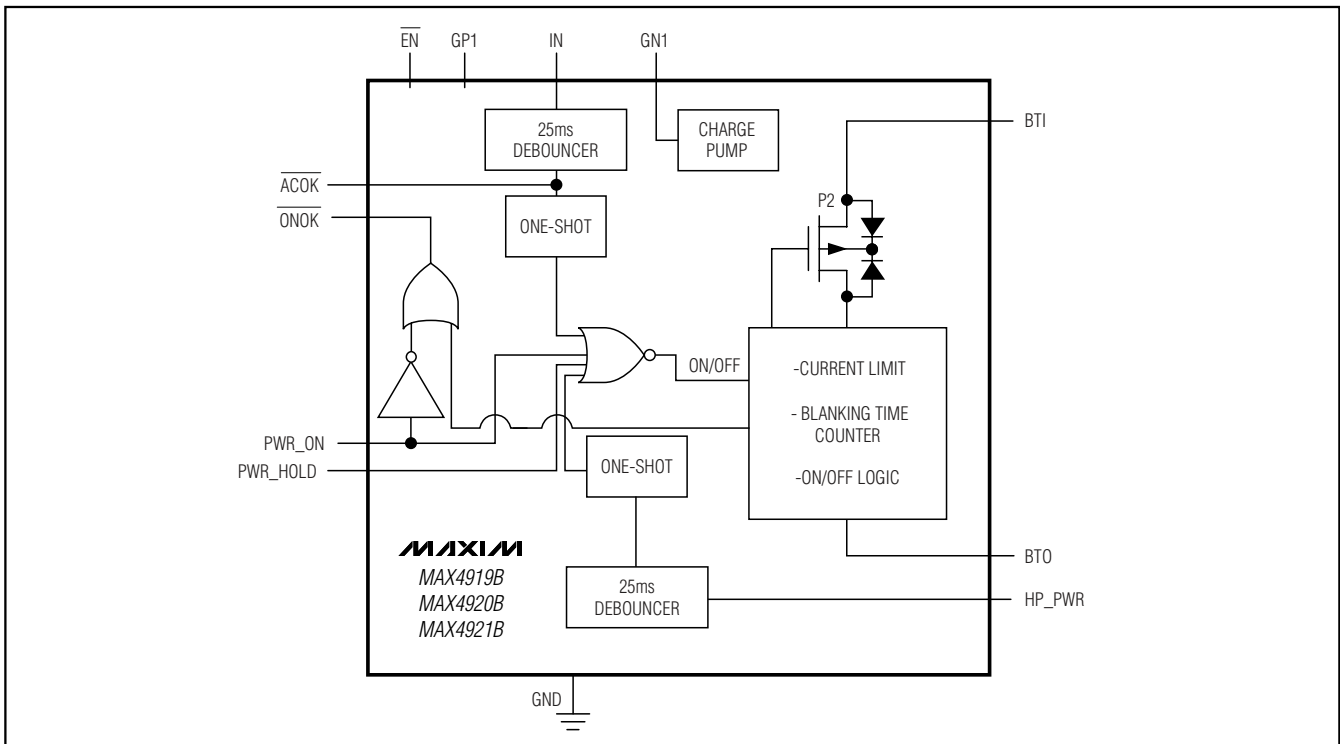 EN GP1 IN GN1
25ms
DEBOUNCER
CHARGE
PUMP
BTI
ACOK
ONOK
ONE-SHOT
P2
ON/OFF
-CURRENT LIMIT
- BLANKING TIME
COUNTER
-ON/OFF LOGIC
PWR_ON
PWR_HOLD
ONE-SHOT
MAXIM
MAX4919B
MAX4920B
MAX4921B
25ms
DEBOUNCER
BTO
HP_PWR
GND